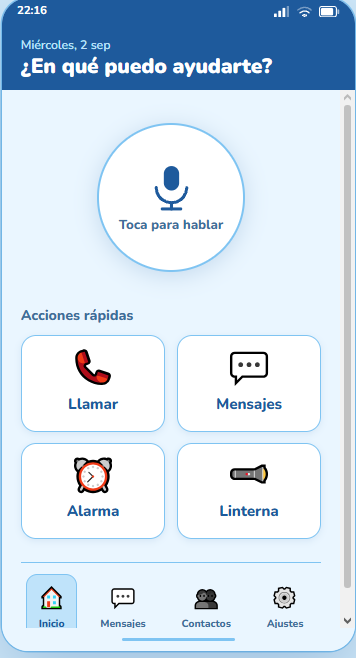 22:16
Miércoles, 2 sep
¿En qué puedo ayudarte?
Toca para hablar
Acciones rápidas
Llamar
Mensajes
Alarma
Linterna
Inicio
Mensajes
Contactos
Ajustes